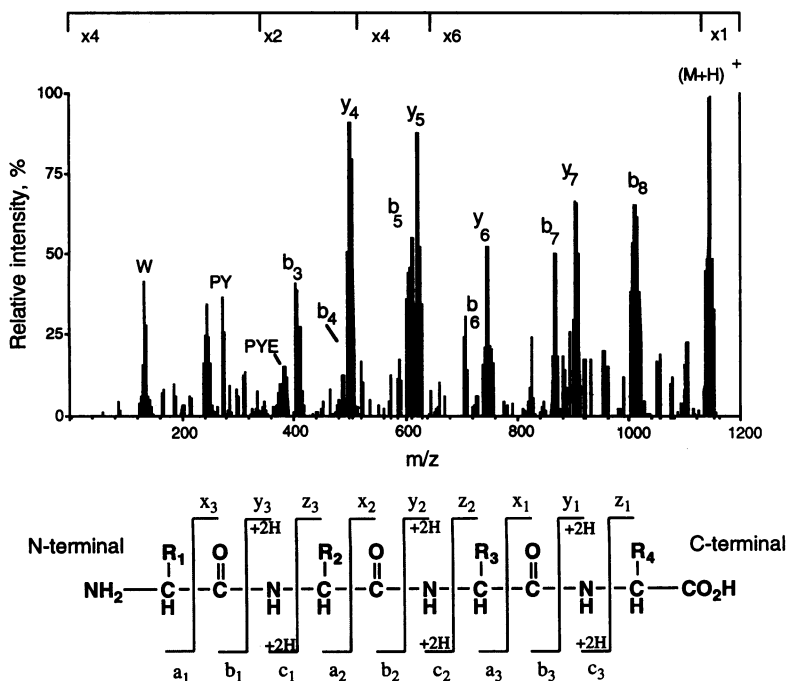 x4 x2 x4 x6 x1
(M+H) +
100
75
50
25
0
Relative intensity, %
W
PY
PYE
b3
b4
y4
b5
y5
b6
y6
b7
y7
b8
200 400 600 800 1000 1200
m/z
x3 y3 z3 x2 y2 z2 x1 y1 z1
+2H +2H +2H
N-terminal C-terminal
R1 O R2 O R3 O R4
NH2 C C N C C N C C N C CO2H
H H H H H H H
+2H +2H +2H
a1 b1 c1 a2 b2 c2 a3 b3 c3